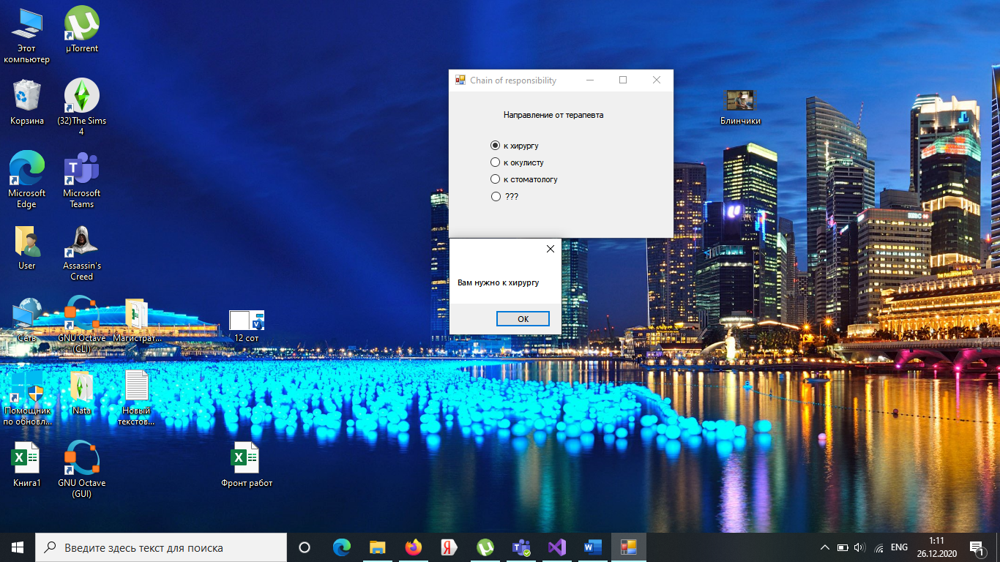 Этот
компьютер
µTorrent
Корзина
(32)The Sims
4
Microsoft
Edge
Microsoft
Teams
User
Assassin's
Creed
Сеть
GNU Octave
(CLI)
Магистрат...
12 сот
Помощник
по обновл...
Nata
Новый
текстов...
Книга1
GNU Octave
(GUI)
Фронт работ
Блинчики
Chain of responsibility
Направление от терапевта
к хирургу
к окулисту
к стоматологу
???
Вам нужно к хирургу
OK
Введите здесь текст для поиска
ENG
1:11
26.12.2020
1